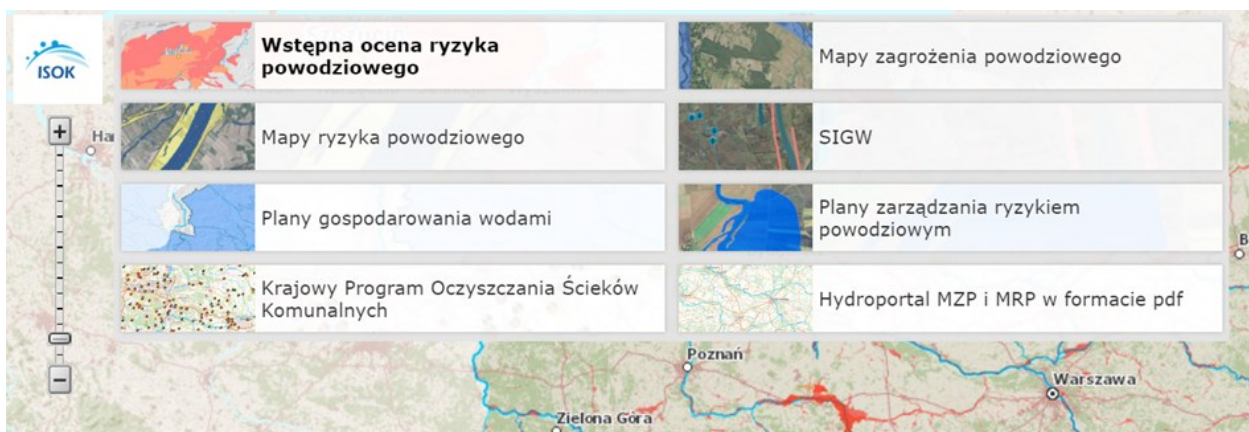 ISOK
Wstępna ocena ryzyka
powodziowego
Mapy zagrożenia powodziowego
Mapy ryzyka powodziowego
SIGW
Plany gospodarowania wodami
Plany zarządzania ryzykiem
powodziowym
Krajowy Program Oczyszczania Ścieków
Komunalnych
Hydroportal MZP i MRP w formacie pdf
+
Ha
B
Poznań
Warszawa
Zielona Góra